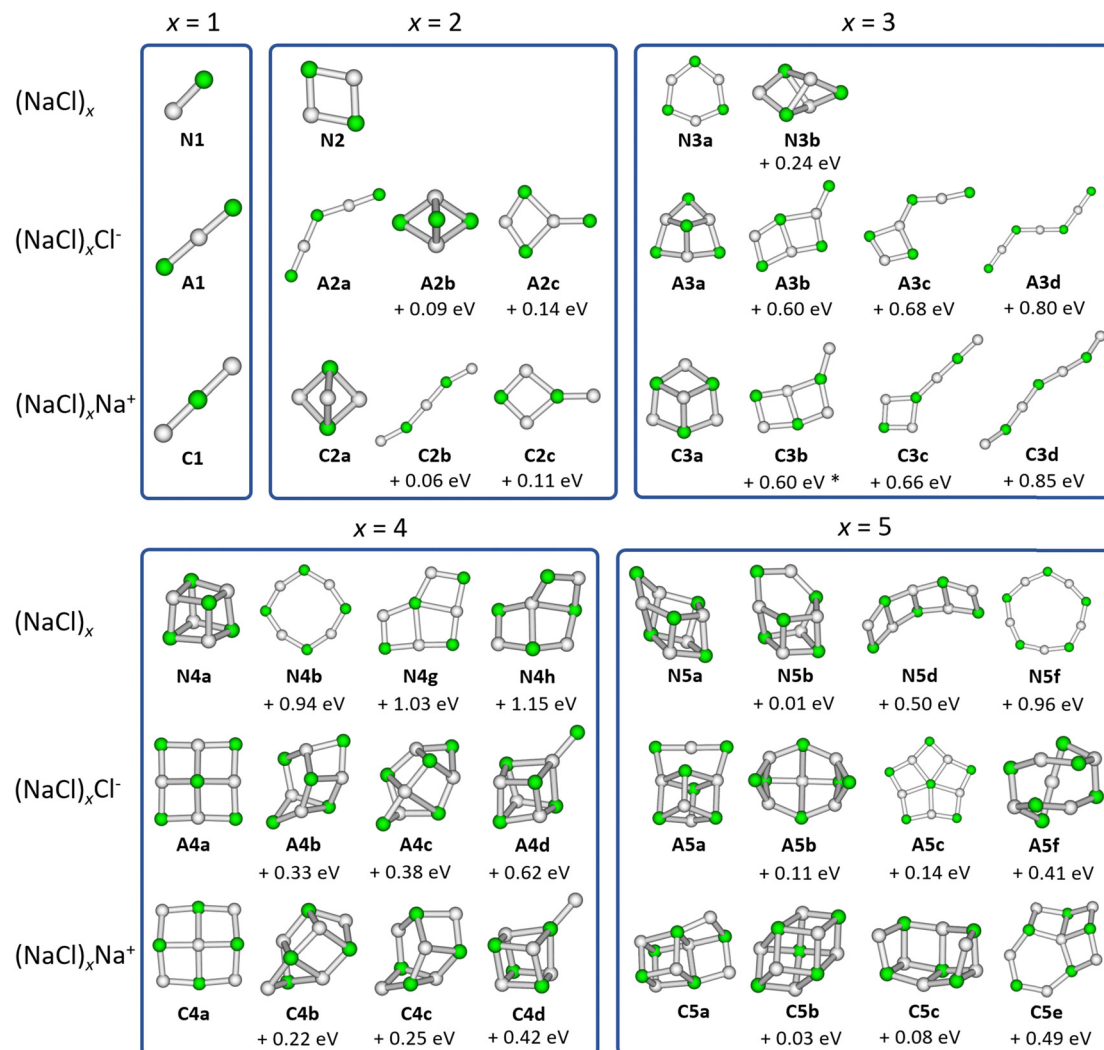 x = 1 x = 2 x = 3
(NaCl)x
N1 N2 N3a N3b
+ 0.24 eV
(NaCl)xCl-
A1 A2a A2b A2c A3a A3b A3c A3d
+ 0.09 eV + 0.14 eV + 0.60 eV + 0.68 eV + 0.80 eV
(NaCl)xNa+
C1 C2a C2b C2c C3a C3b C3c C3d
+ 0.06 eV + 0.11 eV + 0.60 eV * + 0.66 eV + 0.85 eV
x = 4 x = 5
(NaCl)x
N4a N4b N4g N4h N5a N5b N5d N5f
+ 0.94 eV + 1.03 eV + 1.15 eV + 0.01 eV + 0.50 eV + 0.96 eV
(NaCl)xCl-
A4a A4b A4c A4d A5a A5b A5c A5f
+ 0.33 eV + 0.38 eV + 0.62 eV + 0.11 eV + 0.14 eV + 0.41 eV
(NaCl)xNa+
C4a C4b C4c C4d C5a C5b C5c C5e
+ 0.22 eV + 0.25 eV + 0.42 eV + 0.03 eV + 0.08 eV + 0.49 eV